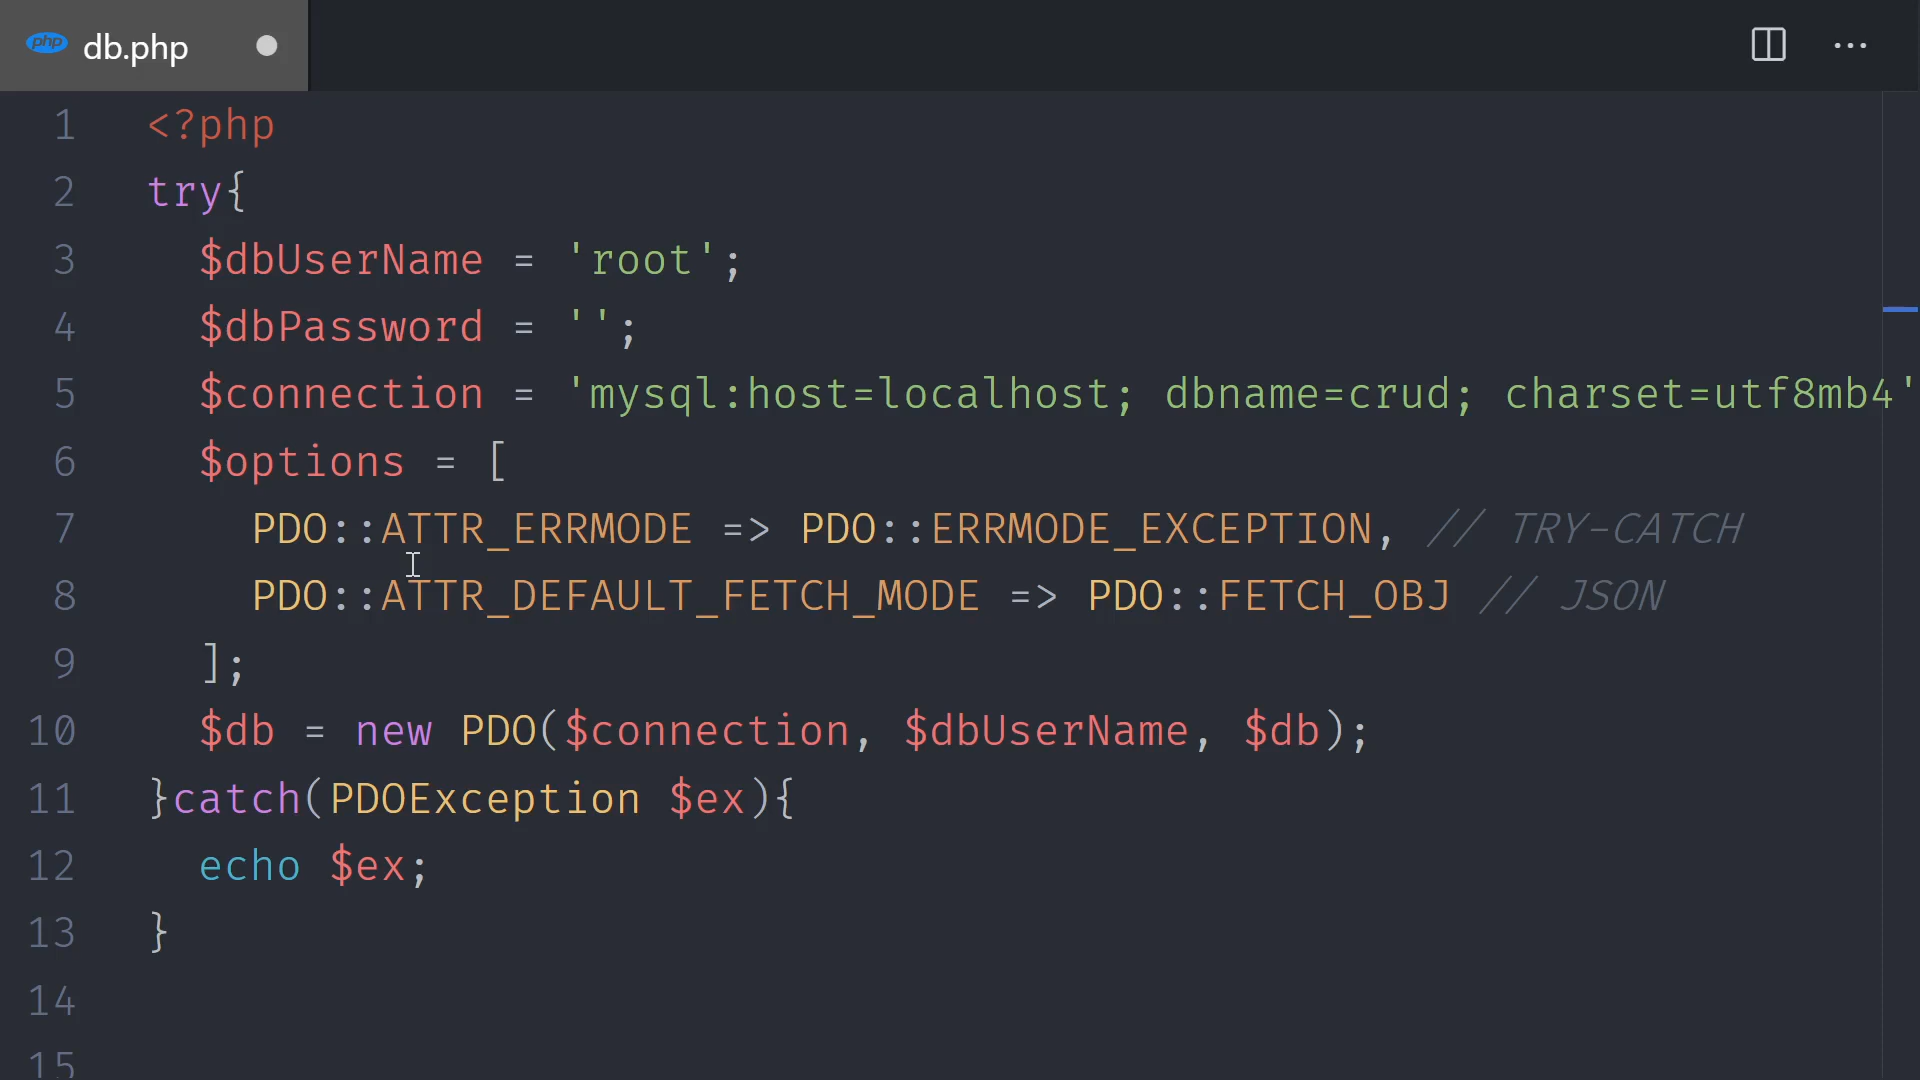 php db.php
1 <?php
2 try{
3 $dbUserName = 'root';
4 $dbPassword = '';
5 $connection = 'mysql:host=localhost; dbname=crud; charset=utf8mb4'
6 $options = [
7 PDO::ATTR_ERRMODE => PDO::ERRMODE_EXCEPTION, // TRY-CATCH
8 PDO::ATTR_DEFAULT_FETCH_MODE => PDO::FETCH_OBJ // JSON
9 ];
10 $db = new PDO($connection, $dbUserName, $db);
11 }catch(PDOException $ex){
12 echo $ex;
13 }
14
15